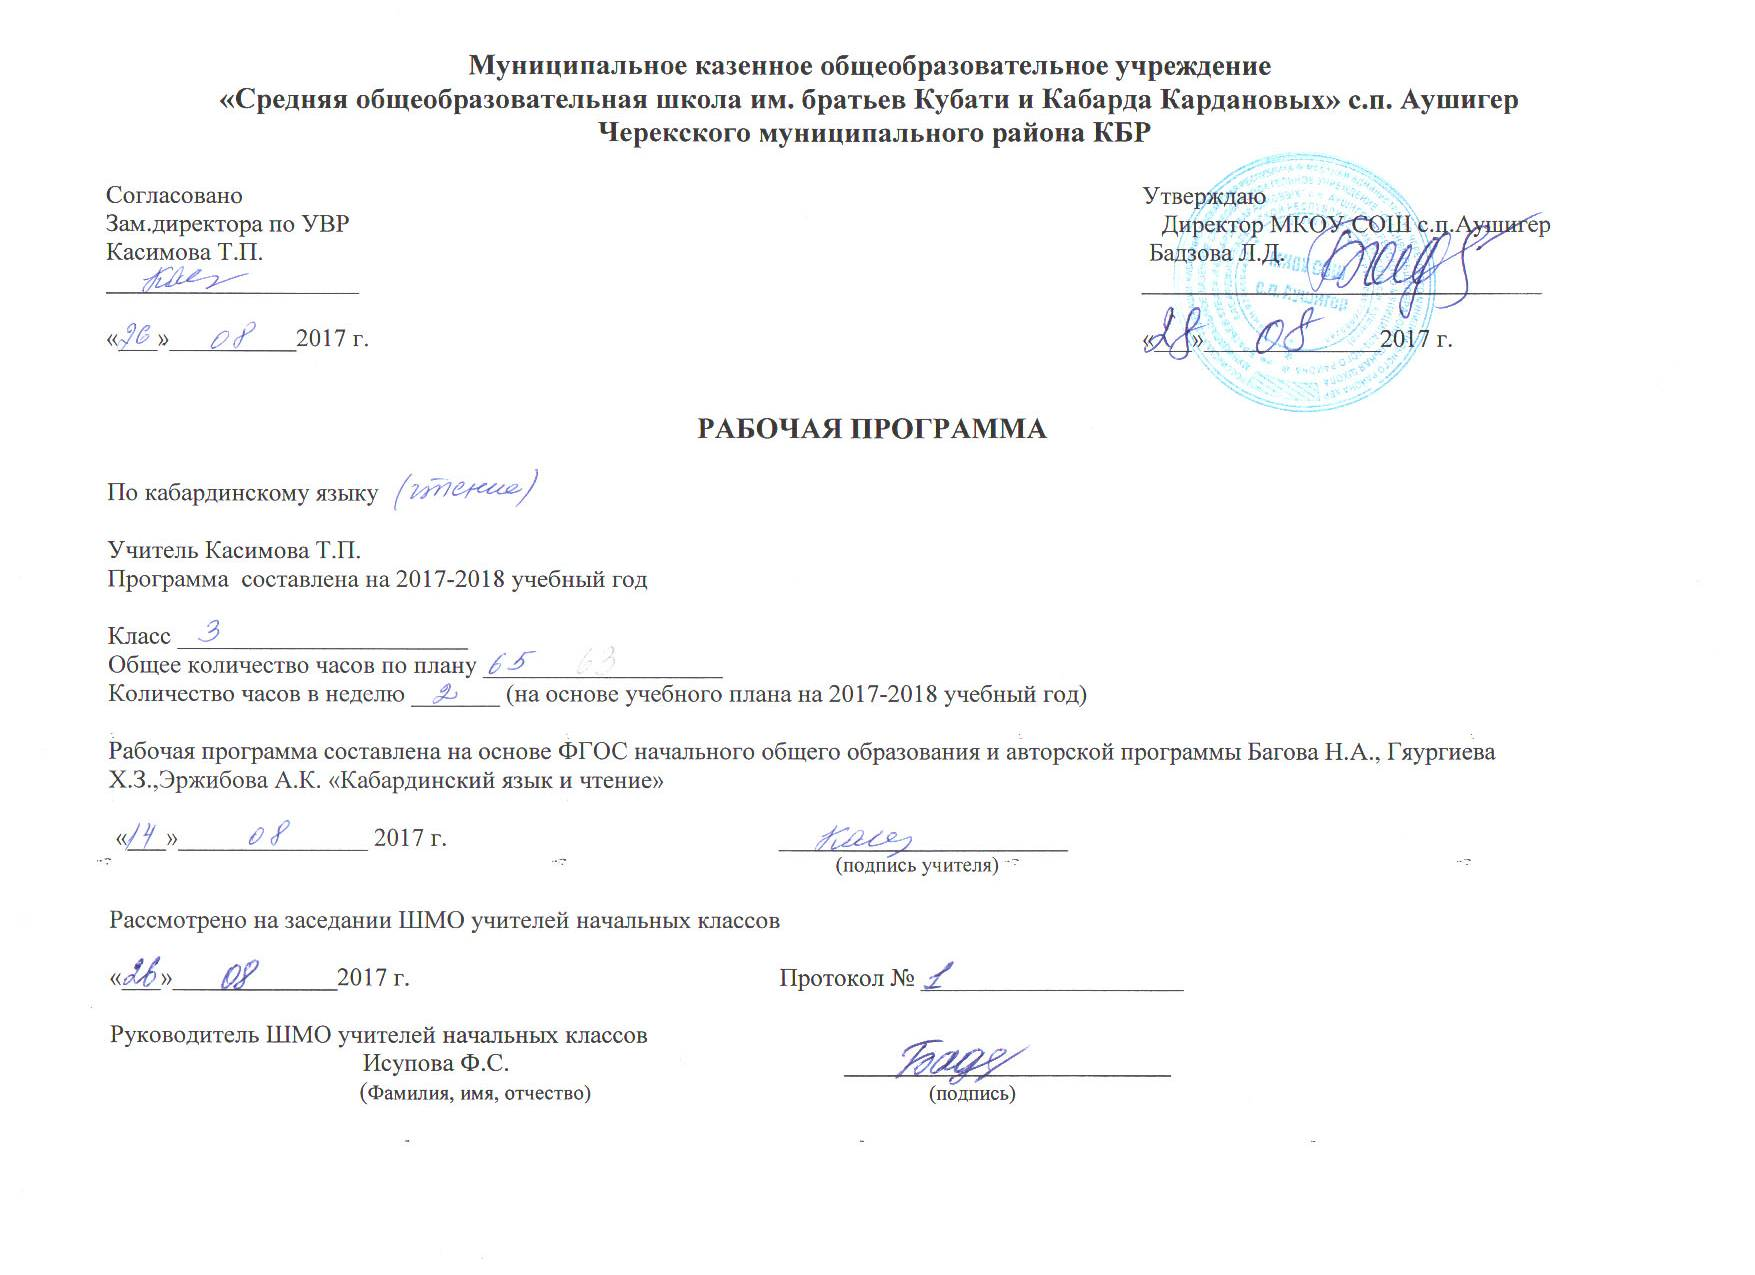 Муниципальное казенное общеобразовательное учреждение
«Средняя общеобразовательная школа им. братьев Кубати и Кабарда Кардановых» с.п. Аушигер
Черекского муниципального района КБР
Согласовано
Зам.директора по УВР
Касимова Т.П.
«26» 08 2017 г.
Утверждаю
Директор МКОУ СОШ с.п.Аушигер
Бадзова Л.Д.
МКОУ СОШ
с.п. Аушигер
«28» 08 2017 г.
РАБОЧАЯ ПРОГРАММА
По кабардинскому языку (чтение)
Учитель Касимова Т.П.
Программа составлена на 2017-2018 учебный год
Класс 3
Общее количество часов по плану 65 63
Количество часов в неделю 2 (на основе учебного плана на 2017-2018 учебный год)
Рабочая программа составлена на основе ФГОС начального общего образования и авторской программы Багова Н.А., Гяургиева
Х.З.,Эржибова А.К. «Кабардинский язык и чтение»
«14» 08 2017 г.
(подпись учителя)
Рассмотрено на заседании ШМО учителей начальных классов
«26» 08 2017 г. Протокол № 1
Руководитель ШМО учителей начальных классов
Исупова Ф.С.
(Фамилия, имя, отчество) (подпись)